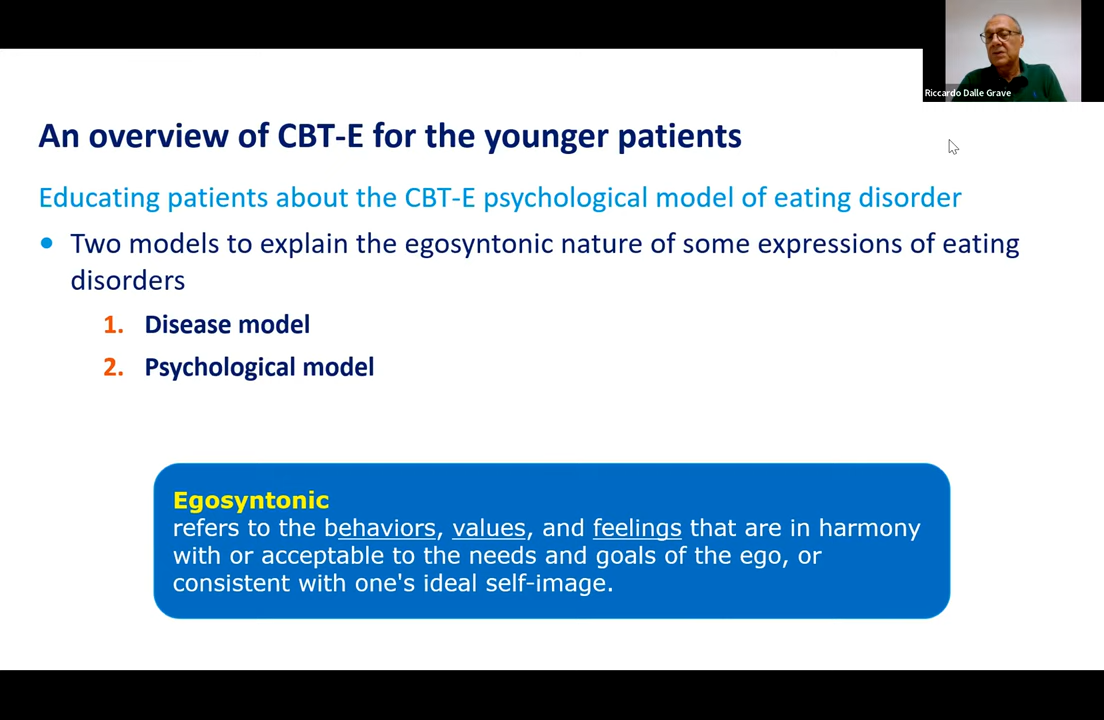 Riccardo Dalle Grave
An overview of CBT-E for the younger patients
Educating patients about the CBT-E psychological model of eating disorder
• Two models to explain the egosyntonic nature of some expressions of eating
disorders
1. Disease model
2. Psychological model
Egosyntonic
refers to the behaviors, values, and feelings that are in harmony
with or acceptable to the needs and goals of the ego, or
consistent with one's ideal self-image.